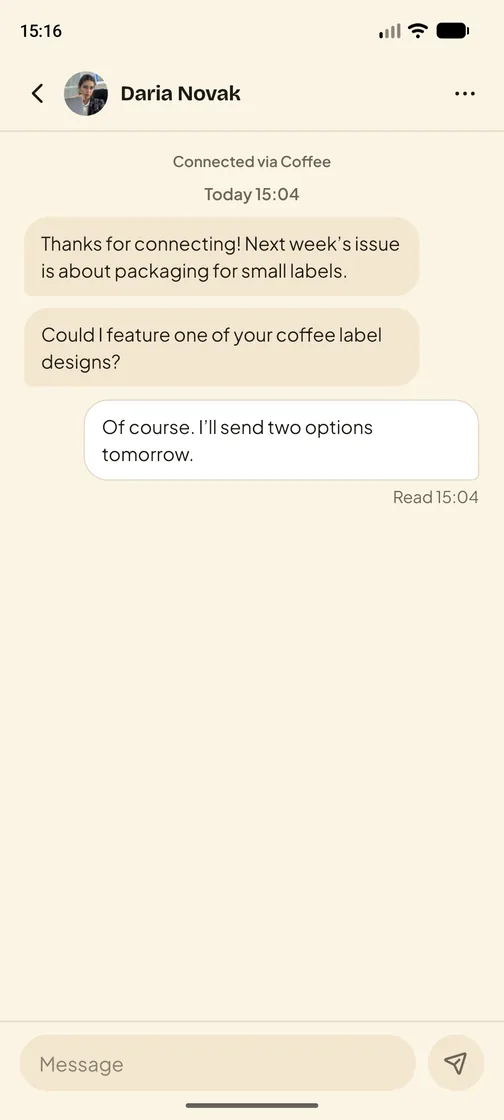 15:16
Daria Novak
Connected via Coffee
Today 15:04
Thanks for connecting! Next week’s issue
is about packaging for small labels.
Could I feature one of your coffee label
designs?
Of course. I’ll send two options
tomorrow.
Read 15:04
Message